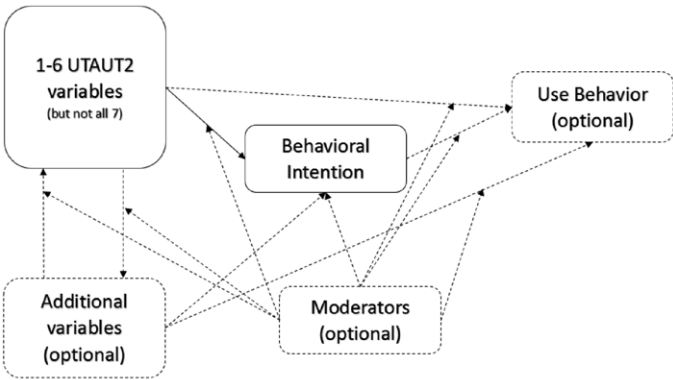 1-6 UTAUT2
variables
(but not all 7)
Use Behavior
(optional)
Behavioral
Intention
Additional
variables
(optional)
Moderators
(optional)